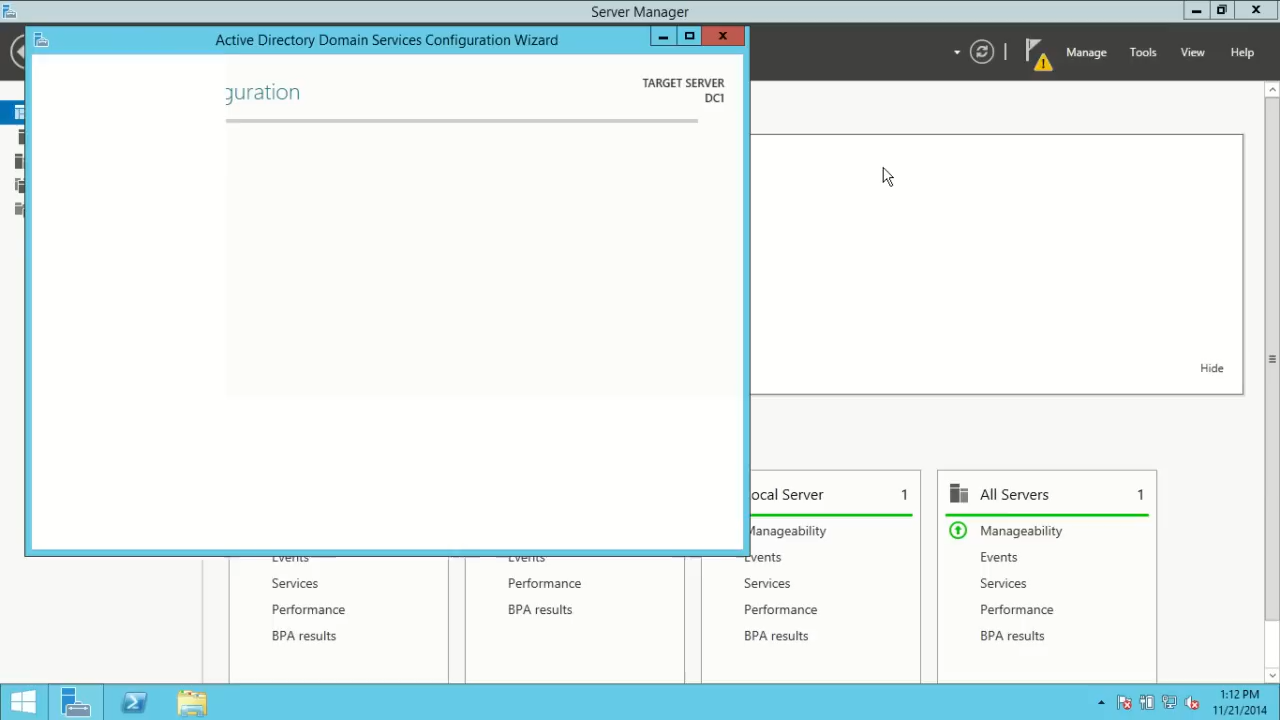 Server Manager
Active Directory Domain Services Configuration Wizard
Manage
Tools
View
Help
guration
TARGET SERVER
DC1
Hide
ocal Server
1
All Servers
1
Manageability
Manageability
Events
Events
Events
Events
Services
Performance
Services
Services
Performance
BPA results
Performance
Performance
BPA results
BPA results
BPA results
1:12 PM
11/21/2014